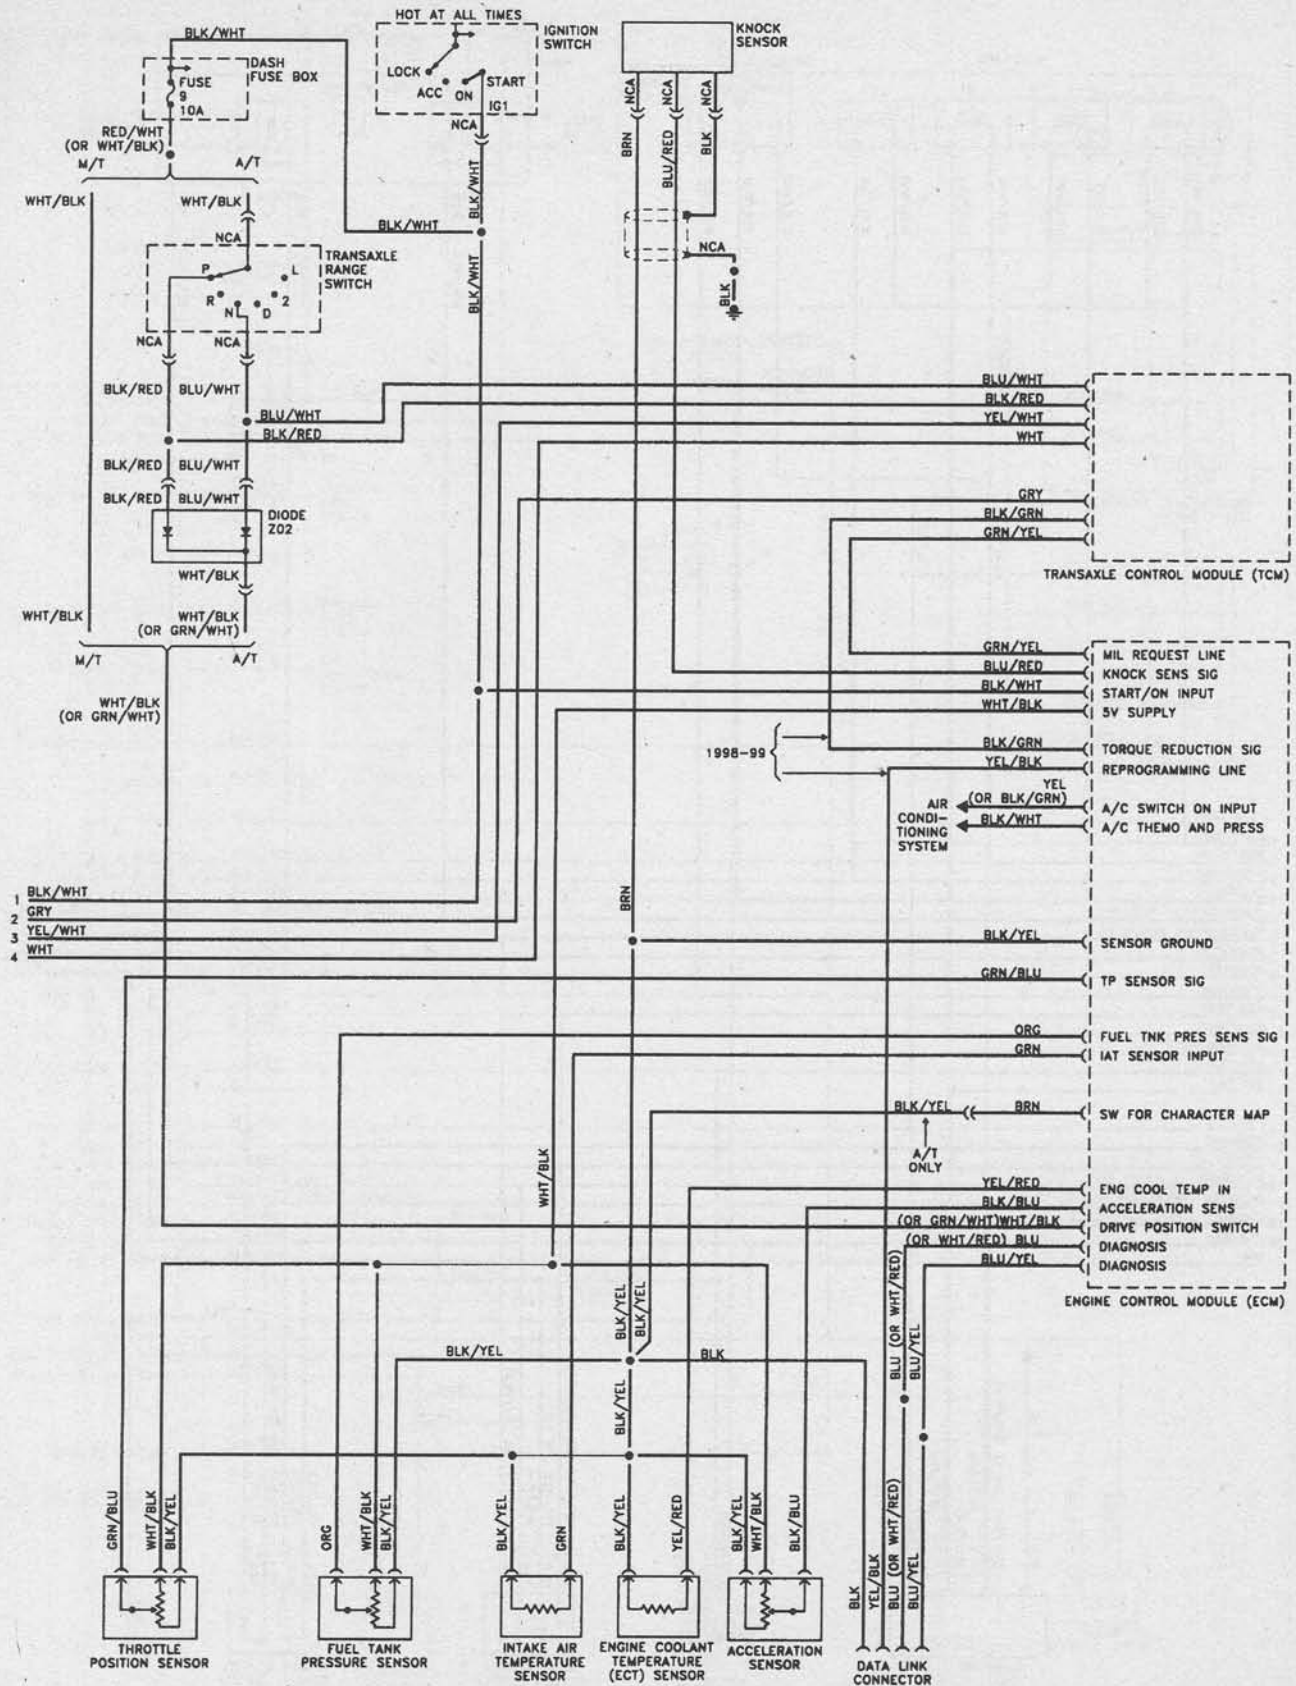 HOT AT ALL TIMES
BLK/WHT
IGNITION
SWITCH
KNOCK
SENSOR
DASH
FUSE BOX
FUSE
9
10A
LOCK
ACC
ON
START
IG1
NCA
NCA
NCA
NCA
RED/WHT
(OR WHT/BLK)
M/T
A/T
BRN
BLU/RED
BLK
WHT/BLK
WHT/BLK
BLK/WHT
BLK/WHT
NCA
NCA
TRANSAXLE
RANGE
SWITCH
P
R
N
D
2
L
BLK/WHT
BLK
NCA
NCA
BLK/RED
BLU/WHT
BLU/WHT
BLK/RED
BLK/RED
BLU/WHT
BLK/RED
BLU/WHT
DIODE
Z02
WHT/BLK
WHT/BLK
WHT/BLK
(OR GRN/WHT)
M/T
A/T
WHT/BLK
(OR GRN/WHT)
BLU/WHT
BLK/RED
YEL/WHT
WHT
GRY
BLK/GRN
GRN/YEL
TRANSAXLE CONTROL MODULE (TCM)
GRN/YEL
MIL REQUEST LINE
BLU/RED
KNOCK SENS SIG
BLK/WHT
START/ON INPUT
WHT/BLK
5V SUPPLY
1998-99
BLK/GRN
TORQUE REDUCTION SIG
YEL/BLK
REPROGRAMMING LINE
YEL
(OR BLK/GRN)
A/C SWITCH ON INPUT
AIR
CONDI-
TIONING
SYSTEM
BLK/WHT
A/C THEMO AND PRESS
1 BLK/WHT
2 GRY
3 YEL/WHT
4 WHT
BRN
BLK/YEL
SENSOR GROUND
GRN/BLU
TP SENSOR SIG
ORG
FUEL TNK PRES SENS SIG
GRN
IAT SENSOR INPUT
BLK/YEL
BRN
SW FOR CHARACTER MAP
A/T
ONLY
WHT/BLK
YEL/RED
ENG COOL TEMP IN
BLK/BLU
ACCELERATION SENS
(OR GRN/WHT)WHT/BLK
DRIVE POSITION SWITCH
(OR WHT/RED) BLU
DIAGNOSIS
BLU/YEL
DIAGNOSIS
ENGINE CONTROL MODULE (ECM)
BLK/YEL
BLK/YEL
BLU (OR WHT/RED)
BLU/YEL
BLK/YEL
BLK
BLK/YEL
GRN/BLU
WHT/BLK
BLK/YEL
ORG
WHT/BLK
BLK/YEL
BLK/YEL
GRN
BLK/YEL
YEL/RED
BLK/YEL
WHT/BLK
BLK/BLU
BLK
YEL/BLK
BLU (OR WHT/RED)
BLU/YEL
THROTTLE
POSITION SENSOR
FUEL TANK
PRESSURE SENSOR
INTAKE AIR
TEMPERATURE
SENSOR
ENGINE COOLANT
TEMPERATURE
(ECT) SENSOR
ACCELERATION
SENSOR
DATA LINK
CONNECTOR